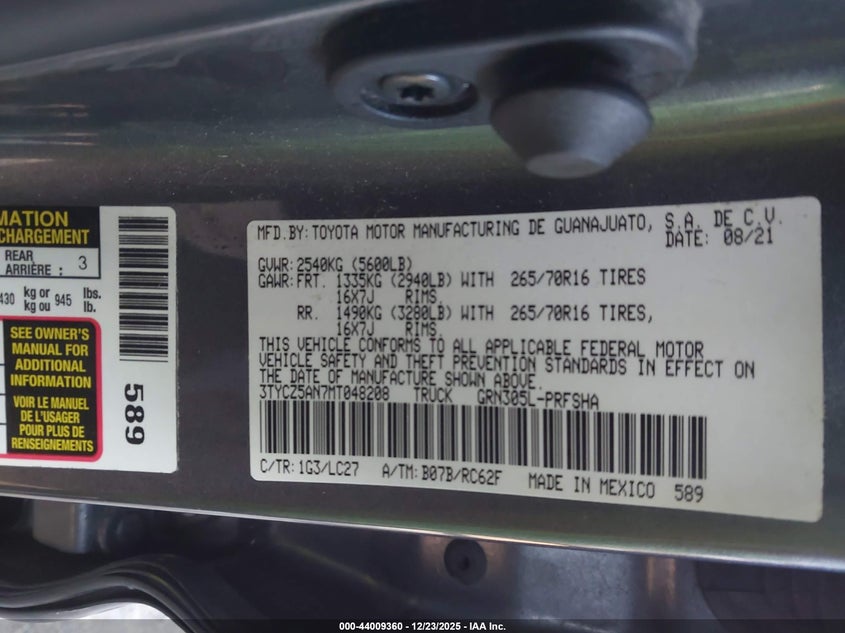 MATION
CHARGEMENT
REAR
ARRIÈRE : 3
430 kg or 945 lbs.
kg ou lb.
SEE OWNER'S
MANUAL FOR
ADDITIONAL
INFORMATION
VOIR LE MANUEL
DE L'USAGER
POUR PLUS DE
RENSEIGNEMENTS
589
MFD.BY:TOYOTA MOTOR MANUFACTURING DE GUANAJUATO, S.A. DE C.V.
DATE: 08/21
GVWR:2540KG (5600LB)
GAWR:FRT. 1335KG (2940LB) WITH 265/70R16 TIRES
16X7J RIMS.
RR. 1490KG (3280LB) WITH 265/70R16 TIRES,
16X7J RIMS.
THIS VEHICLE CONFORMS TO ALL APPLICABLE FEDERAL MOTOR
VEHICLE SAFETY AND THEFT PREVENTION STANDARDS IN EFFECT ON
THE DATE OF MANUFACTURE SHOWN ABOVE.
3TYCZ5AN7MT048208 TRUCK GRN305L-PRFSHA
C/TR:1G3/LC27 A/TM:B07B/RC62F MADE IN MEXICO 589
000-44009360 - 12/23/2025 - IAA Inc.